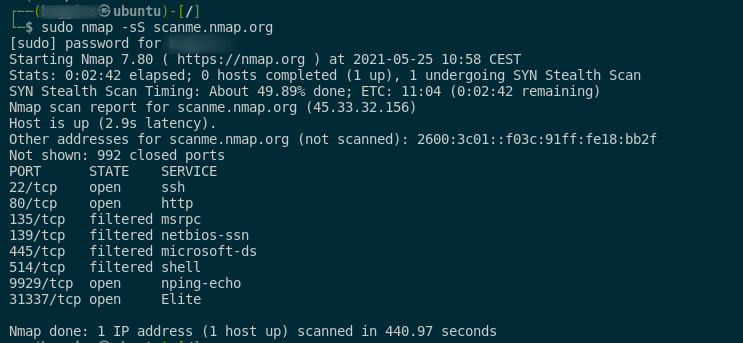 ┌──( ㉿ubuntu)-[/]
└─$ sudo nmap -sS scanme.nmap.org
[sudo] password for
Starting Nmap 7.80 ( https://nmap.org ) at 2021-05-25 10:58 CEST
Stats: 0:02:42 elapsed; 0 hosts completed (1 up), 1 undergoing SYN Stealth Scan
SYN Stealth Scan Timing: About 49.89% done; ETC: 11:04 (0:02:42 remaining)
Nmap scan report for scanme.nmap.org (45.33.32.156)
Host is up (2.9s latency).
Other addresses for scanme.nmap.org (not scanned): 2600:3c01::f03c:91ff:fe18:bb2f
Not shown: 992 closed ports
PORT      STATE    SERVICE
22/tcp    open     ssh
80/tcp    open     http
135/tcp   filtered msrpc
139/tcp   filtered netbios-ssn
445/tcp   filtered microsoft-ds
514/tcp   filtered shell
9929/tcp  open     nping-echo
31337/tcp open     Elite
Nmap done: 1 IP address (1 host up) scanned in 440.97 seconds